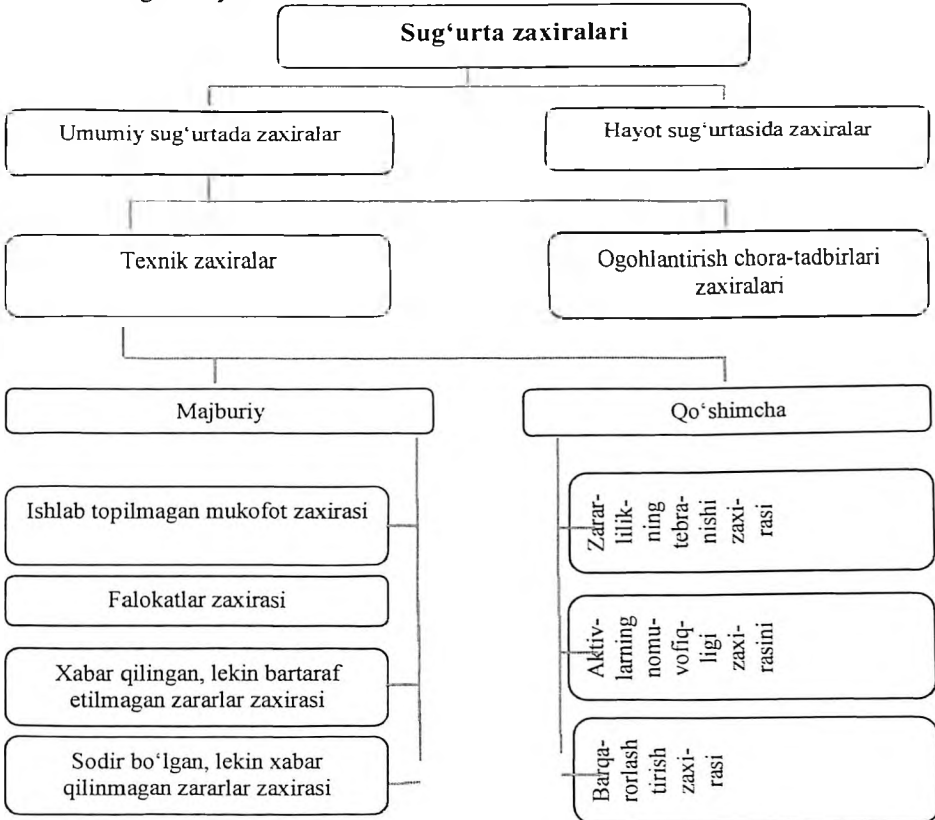 Sug‘urta zaxiralari
Umumiy sug‘urtada zaxiralar
Hayot sug‘urtasida zaxiralar
Texnik zaxiralar
Ogohlantirish chora-tadbirlari
zaxiralari
Majburiy
Qo‘shimcha
Ishlab topilmagan mukofot zaxirasi
Falokatlar zaxirasi
Xabar qilingan, lekin bartaraf
etilmagan zararlar zaxirasi
Sodir bo‘lgan, lekin xabar
qilinmagan zararlar zaxirasi
Zarar-
lilik-
ning
tebra-
nishi
zaxi-
rasi
Aktiv-
larning
nomu-
vofiq-
ligi
zaxi-
rasini
Barqa-
rorlash
tirish
zaxi-
rasi